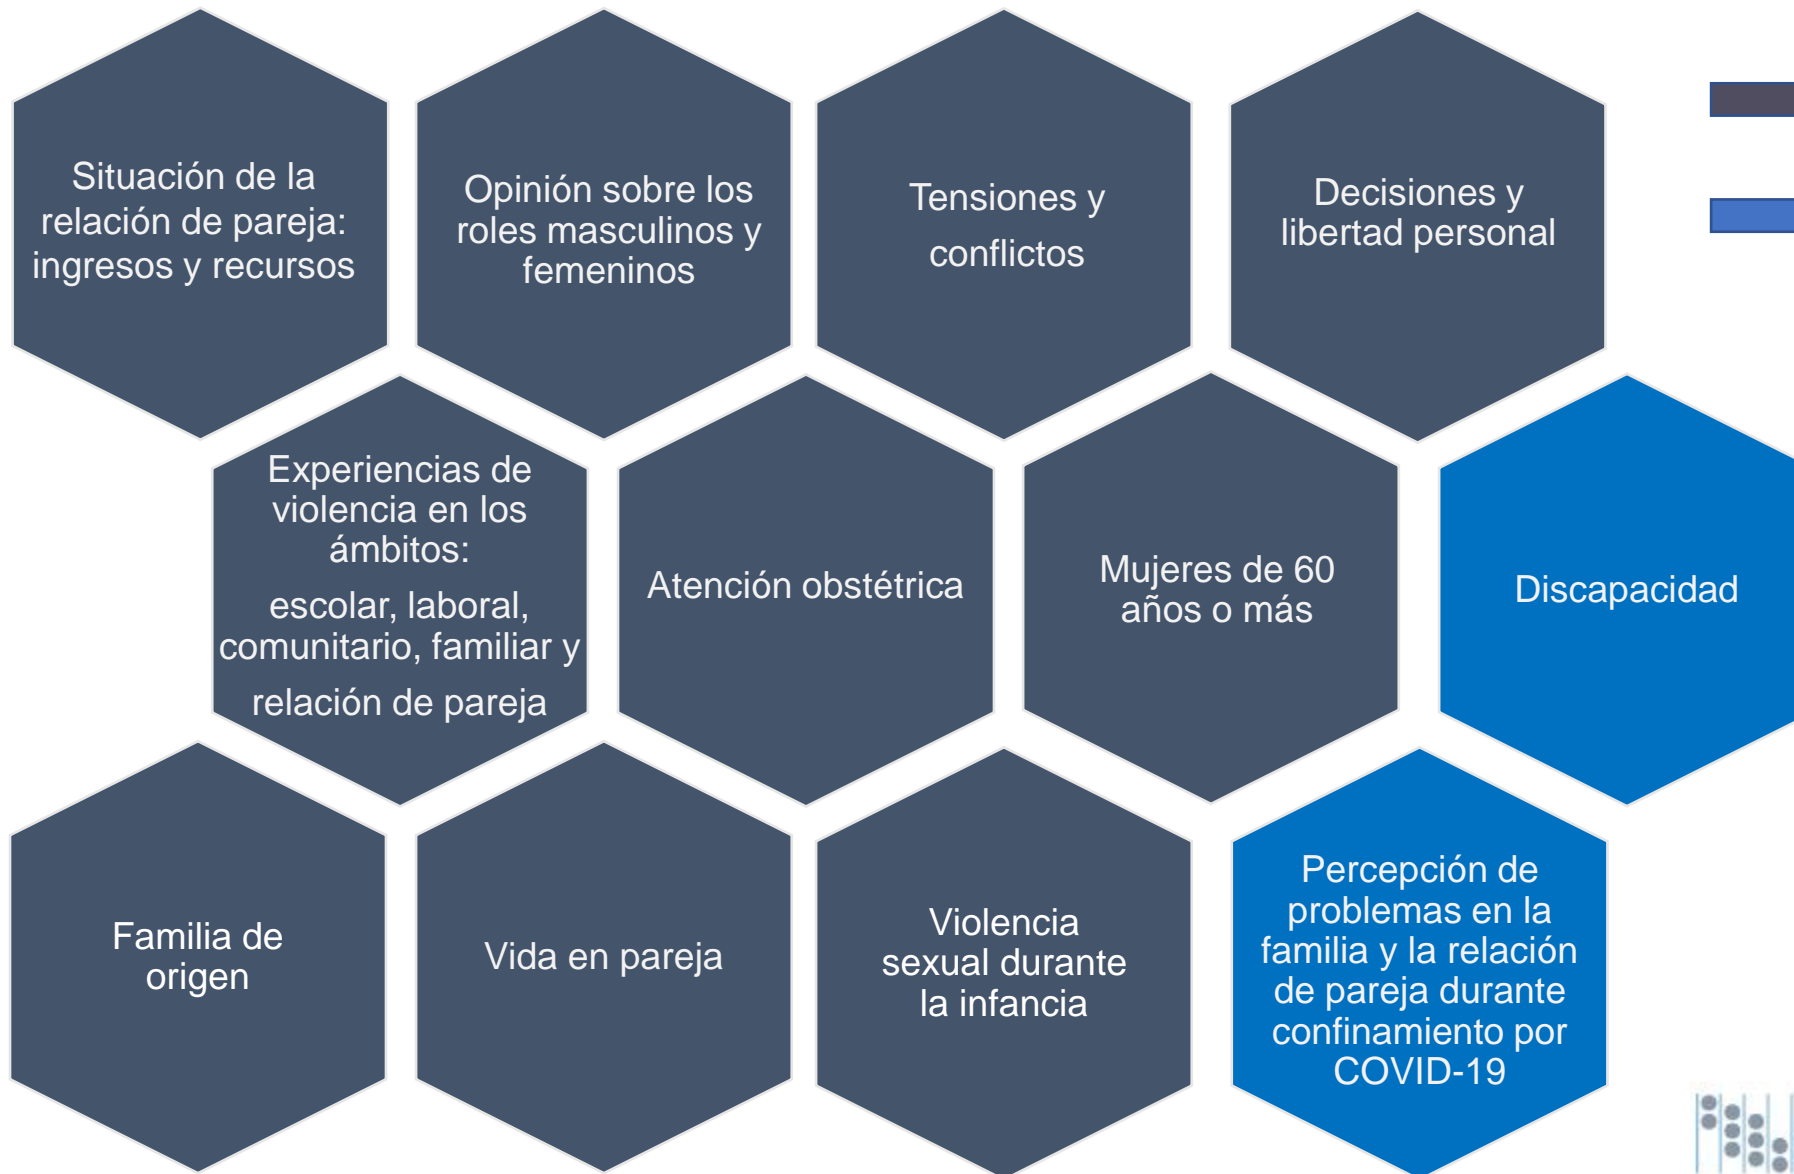 Situación de la
relación de pareja:
ingresos y recursos
Opinión sobre los
roles masculinos y
femeninos
Tensiones y
conflictos
Decisiones y
libertad personal
Experiencias de
violencia en los
ámbitos:
escolar, laboral,
comunitario, familiar y
relación de pareja
Atención obstétrica
Mujeres de 60
años o más
Discapacidad
Familia de
origen
Vida en pareja
Violencia
sexual durante
la infancia
Percepción de
problemas en la
familia y la relación
de pareja durante
confinamiento por
COVID-19